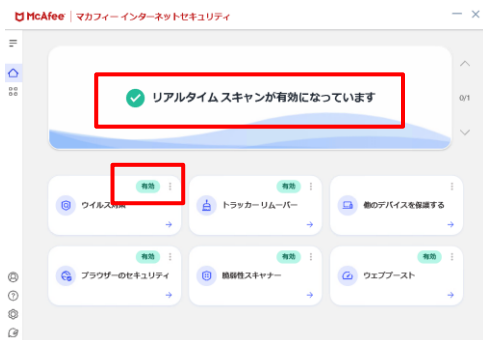 McAfee | マカフィー インターネットセキュリティ
リアルタイム スキャンが有効になっています
0/1
有効
ウイルス対策
有効
トラッカー リムーバー
他のデバイスを保護する
有効
ブラウザーのセキュリティ
脆弱性スキャナー
有効
ウェブブースト